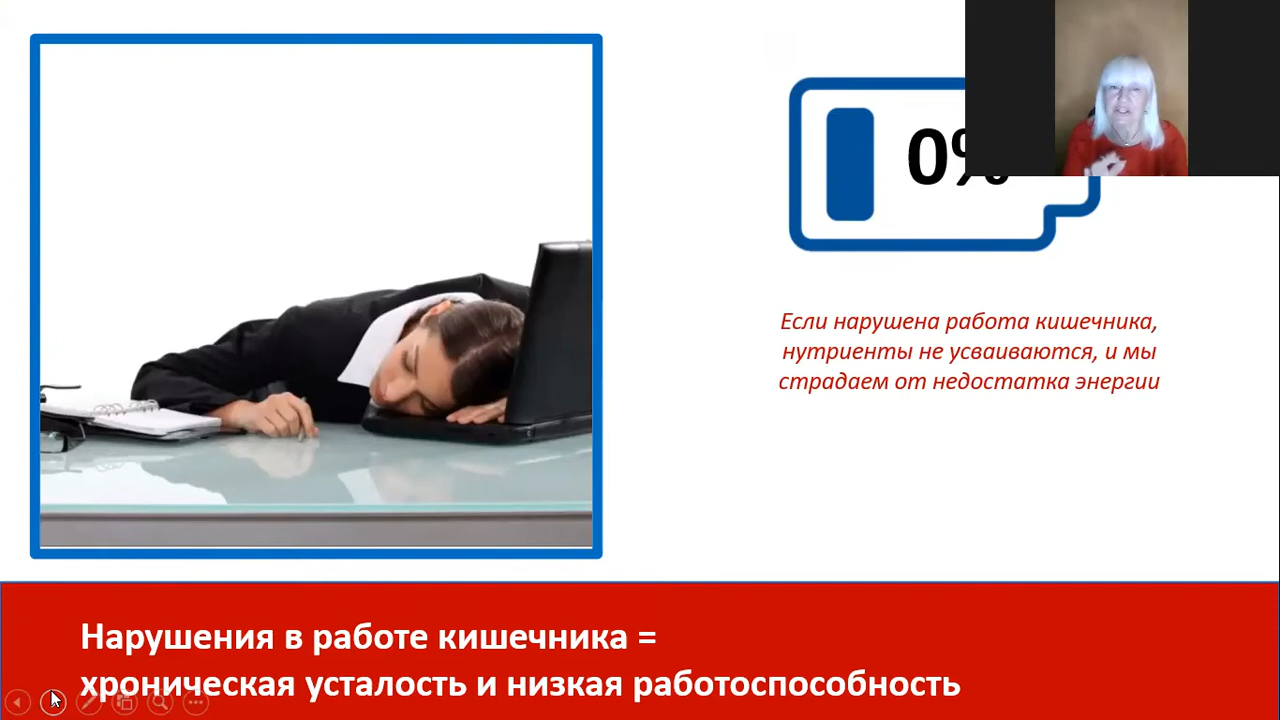 0%
Если нарушена работа кишечника,
нутриенты не усваиваются, и мы
страдаем от недостатка энергии
Нарушения в работе кишечника =
хроническая усталость и низкая работоспособность